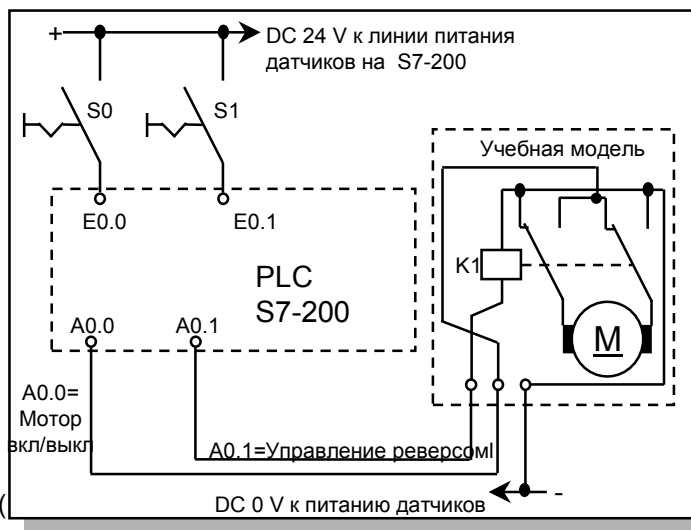 +
DC 24 V к линии питания
датчиков на S7-200
S0
S1
Учебная модель
E0.0
E0.1
K1
PLC
S7-200
M
A0.0
A0.1
A0.0=
Мотор
вкл/выкл
A0.1=Управление реверсомl
(
DC 0 V к питанию датчиков
-